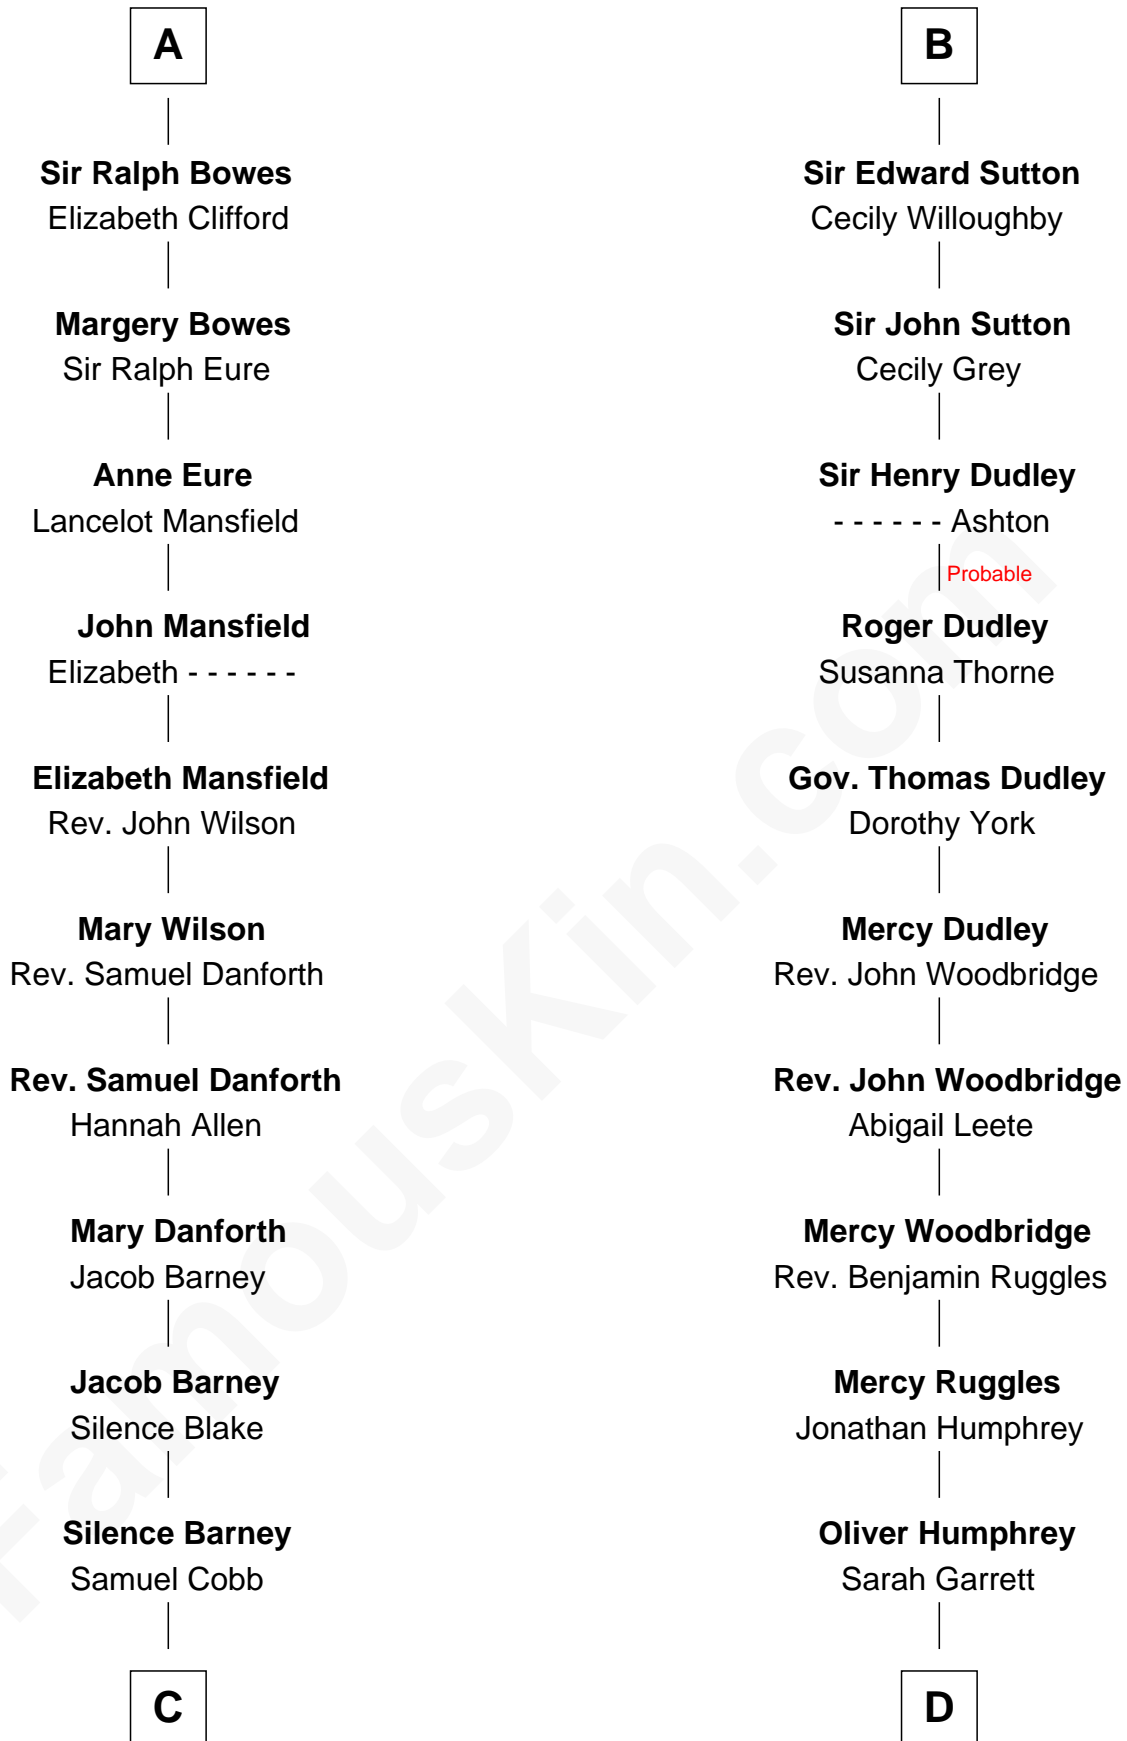 A
Sir Ralph Bowes
Elizabeth Clifford
Margery Bowes
Sir Ralph Eure
Anne Eure
Lancelot Mansfield
John Mansfield
Elizabeth - - - - - -
Elizabeth Mansfield
Rev. John Wilson
Mary Wilson
Rev. Samuel Danforth
Rev. Samuel Danforth
Hannah Allen
Mary Danforth
Jacob Barney
Jacob Barney
Silence Blake
Silence Barney
Samuel Cobb
C
B
Sir Edward Sutton
Cecily Willoughby
Sir John Sutton
Cecily Grey
Sir Henry Dudley
- - - - - - Ashton
Probable
Roger Dudley
Susanna Thorne
Gov. Thomas Dudley
Dorothy York
Mercy Dudley
Rev. John Woodbridge
Rev. John Woodbridge
Abigail Leete
Mercy Woodbridge
Rev. Benjamin Ruggles
Mercy Ruggles
Jonathan Humphrey
Oliver Humphrey
Sarah Garrett
D
FamousKin.com